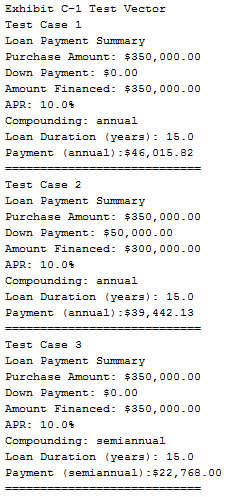 Exhibit C-1 Test Vector
Test Case 1
Loan Payment Summary
Purchase Amount: $350,000.00
Down Payment: $0.00
Amount Financed: $350,000.00
APR: 10.0%
Compounding: annual
Loan Duration (years): 15.0
Payment (annual):$46,015.82
============================
Test Case 2
Loan Payment Summary
Purchase Amount: $350,000.00
Down Payment: $50,000.00
Amount Financed: $300,000.00
APR: 10.0%
Compounding: annual
Loan Duration (years): 15.0
Payment (annual):$39,442.13
============================
Test Case 3
Loan Payment Summary
Purchase Amount: $350,000.00
Down Payment: $0.00
Amount Financed: $350,000.00
APR: 10.0%
Compounding: semiannual
Loan Duration (years): 15.0
Payment (semiannual):$22,768.00
============================